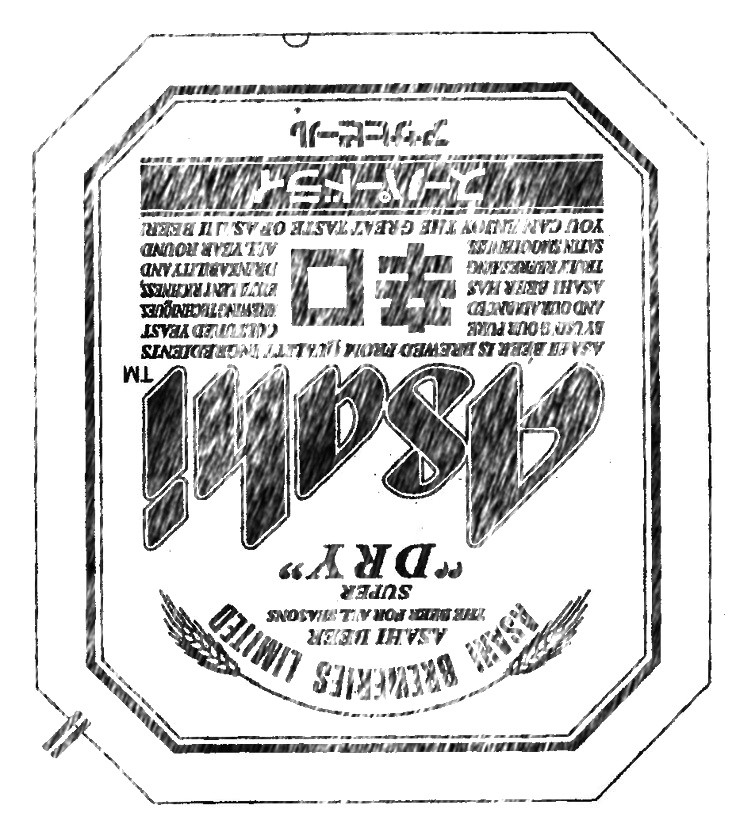 ASAHI BREWERIES LIMITED
ASAHI BEER
THE BEER FOR ALL SEASONS
SUPER
“DRY”
Asahi TM
ASAHI BEER IS BREWED FROM QUALITY INGREDIENTS
BY USING OUR PURE CULTURED YEAST
AND OUR ADVANCED BREWING TECHNIQUES.
ASAHI BEER HAS EXCELLENT RICHNESS,
TRULY REFRESHING DRINKABILITY AND
SATIN SMOOTHNESS. ALL YEAR ROUND
辛口
YOU CAN ENJOY THE GREAT TASTE OF ASAHI BEER!
スーパードライ
アサヒビール